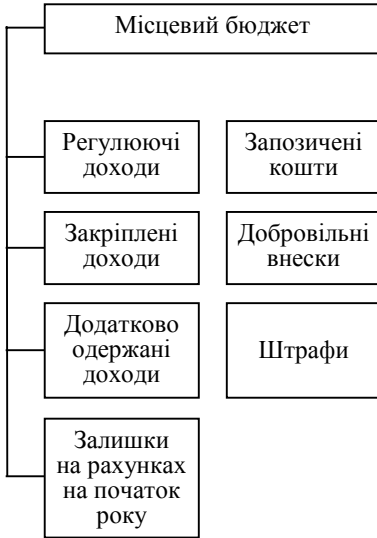 Місцевий бюджет
Регулюючі
доходи
Запозичені
кошти
Закріплені
доходи
Добровільні
внески
Додатково
одержані
доходи
Штрафи
Залишки
на рахунках
на початок
року